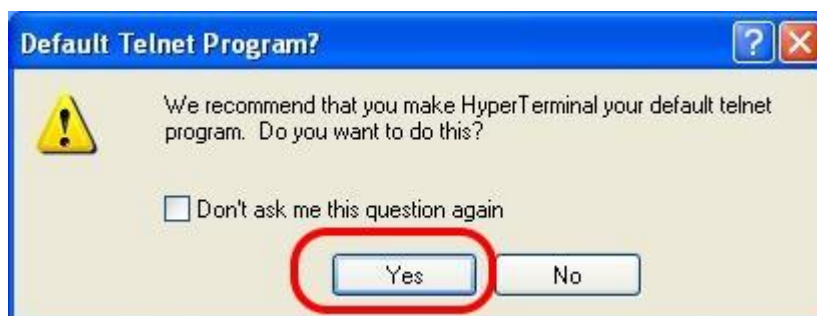 Default Telnet Program?
We recommend that you make HyperTerminal your default telnet
program. Do you want to do this?
Don't ask me this question again
Yes
No